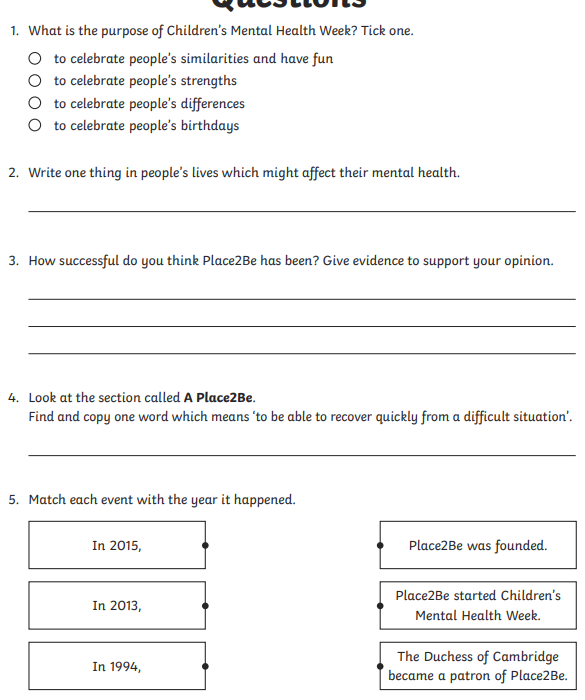 Questions
1. What is the purpose of Children's Mental Health Week? Tick one.
to celebrate people's similarities and have fun
to celebrate people's strengths
to celebrate people's differences
to celebrate people's birthdays
2. Write one thing in people's lives which might affect their mental health.
3. How successful do you think Place2Be has been? Give evidence to support your opinion.
4. Look at the section called A Place2Be.
Find and copy one word which means ‘to be able to recover quickly from a difficult situation’.
5. Match each event with the year it happened.
In 2015,
Place2Be was founded.
In 2013,
Place2Be started Children's
Mental Health Week.
In 1994,
The Duchess of Cambridge
became a patron of Place2Be.